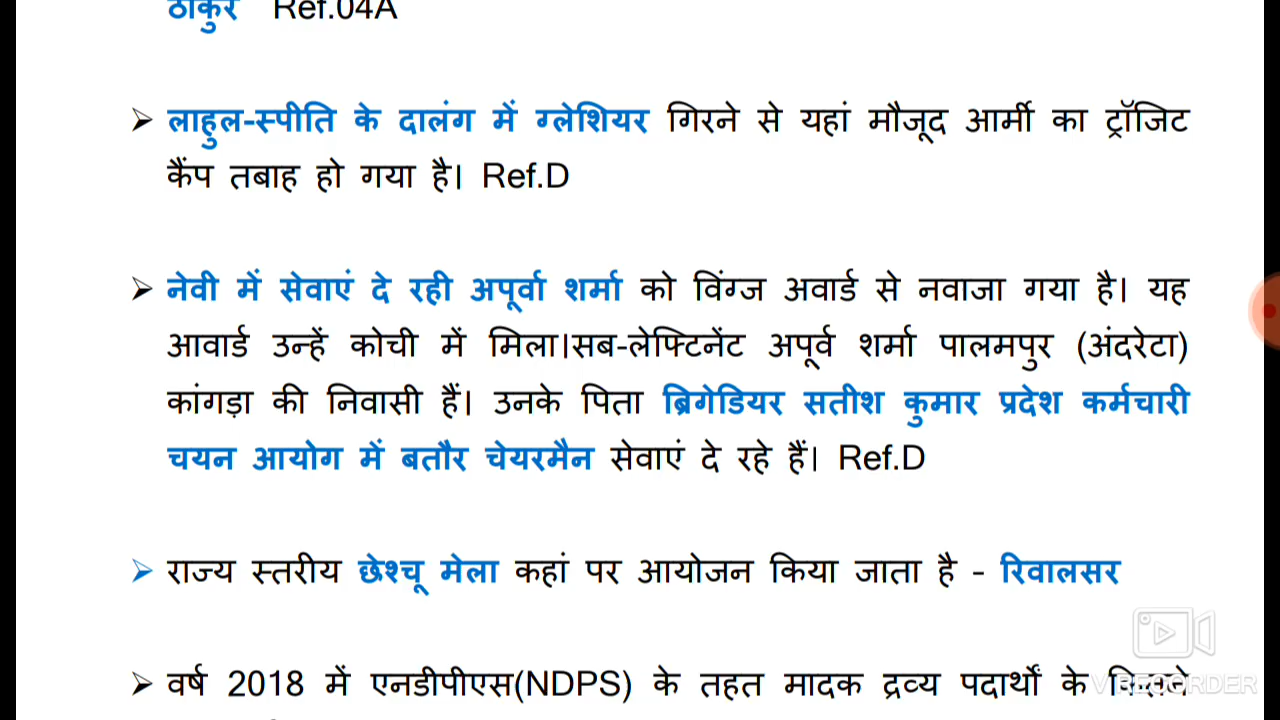 ठाकुर Ref.04A
➢ लाहुल-स्पीति के दालंग में ग्लेशियर गिरने से यहां मौजूद आर्मी का ट्रॉजिट
कैंप तबाह हो गया है। Ref.D
➢ नेवी में सेवाएं दे रही अपूर्वा शर्मा को विंग्ज अवार्ड से नवाजा गया है। यह
आवार्ड उन्हें कोची में मिला।सब-लेफ्टिनेंट अपूर्व शर्मा पालमपुर (अंदरेटा)
कांगड़ा की निवासी हैं। उनके पिता ब्रिगेडियर सतीश कुमार प्रदेश कर्मचारी
चयन आयोग में बतौर चेयरमैन सेवाएं दे रहे हैं। Ref.D
➢ राज्य स्तरीय छेश्चू मेला कहां पर आयोजन किया जाता है - रिवालसर
➢ वर्ष 2018 में एनडीपीएस(NDPS) के तहत मादक द्रव्य पदार्थों के कितने
V RECORDER